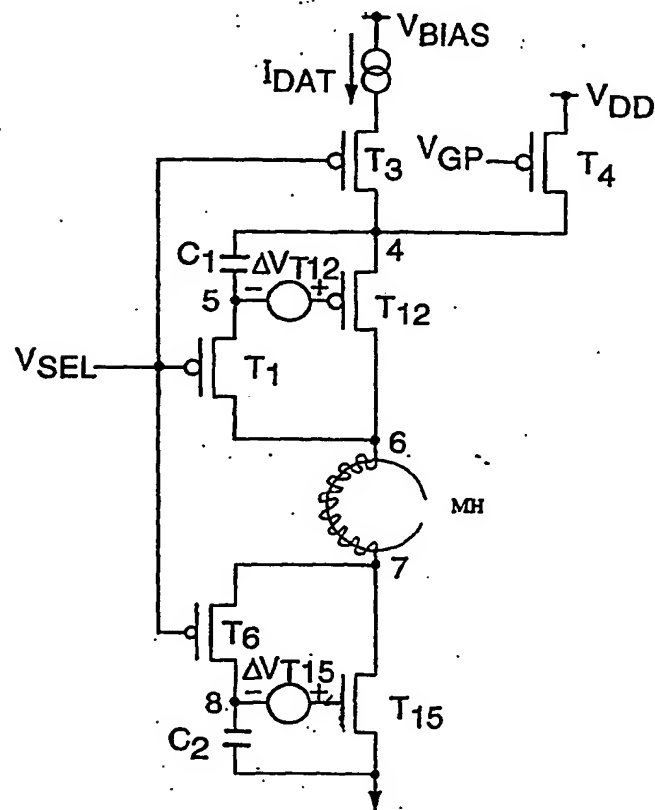 VBIAS
IDAT
VDD
T3
VGP
T4
4
C1
ΔVT12
5
- +
T12
VSEL
T1
6
MH
7
T6
ΔVT15
8
- +
T15
C2